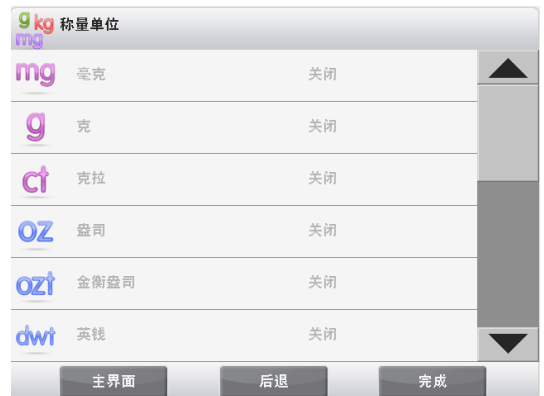 g kg mg 称量单位
mg 毫克 关闭
g 克 关闭
ct 克拉 关闭
oz 盎司 关闭
ozt 金衡盎司 关闭
dwt 英钱 关闭
主界面 后退 完成